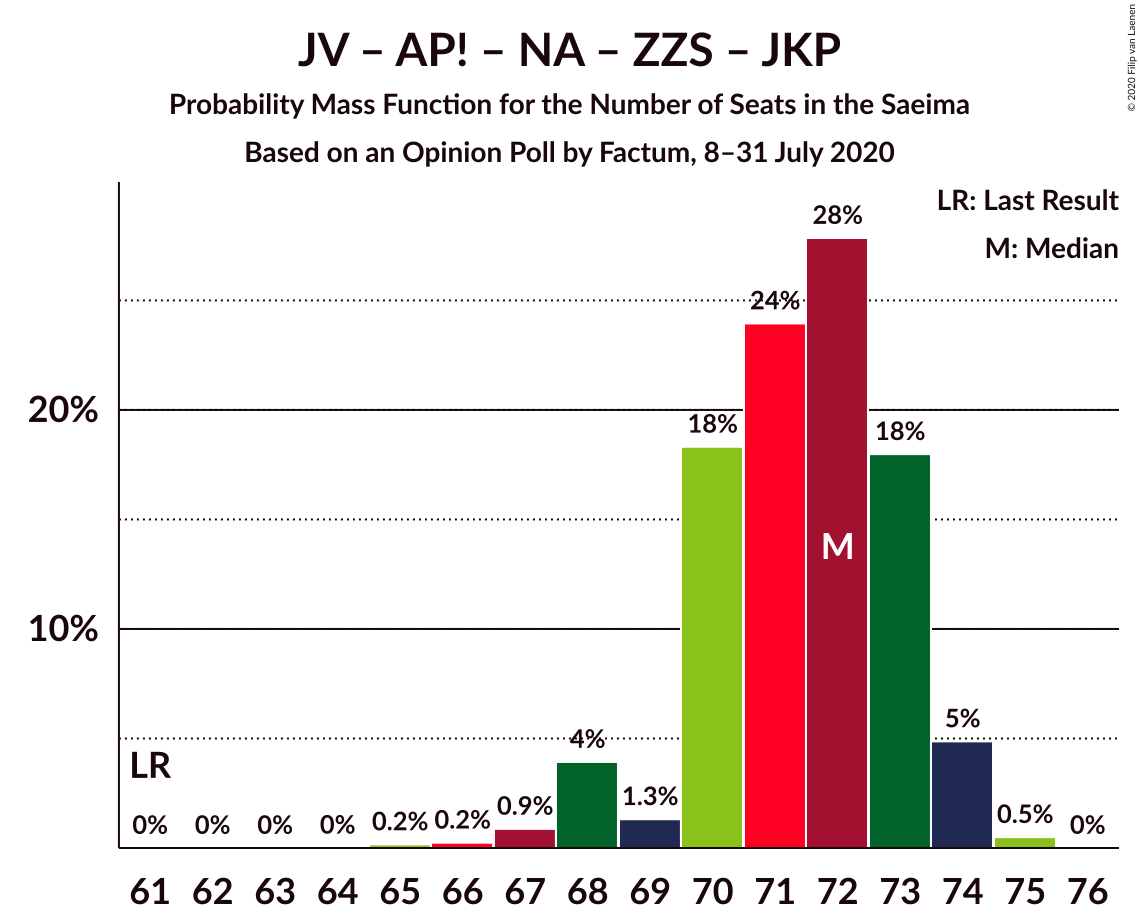 JV – AP! – NA – ZZS – JKP
Probability Mass Function for the Number of Seats in the Saeima
Based on an Opinion Poll by Factum, 8–31 July 2020
© 2020 Filip van Laenen
LR: Last Result
M: Median
28%
24%
20%
18%
18%
M
10%
5%
4%
LR
0%
0%
0%
0%
0.2%
0.2%
0.9%
1.3%
0.5%
0%
61 62 63 64 65 66 67 68 69 70 71 72 73 74 75 76